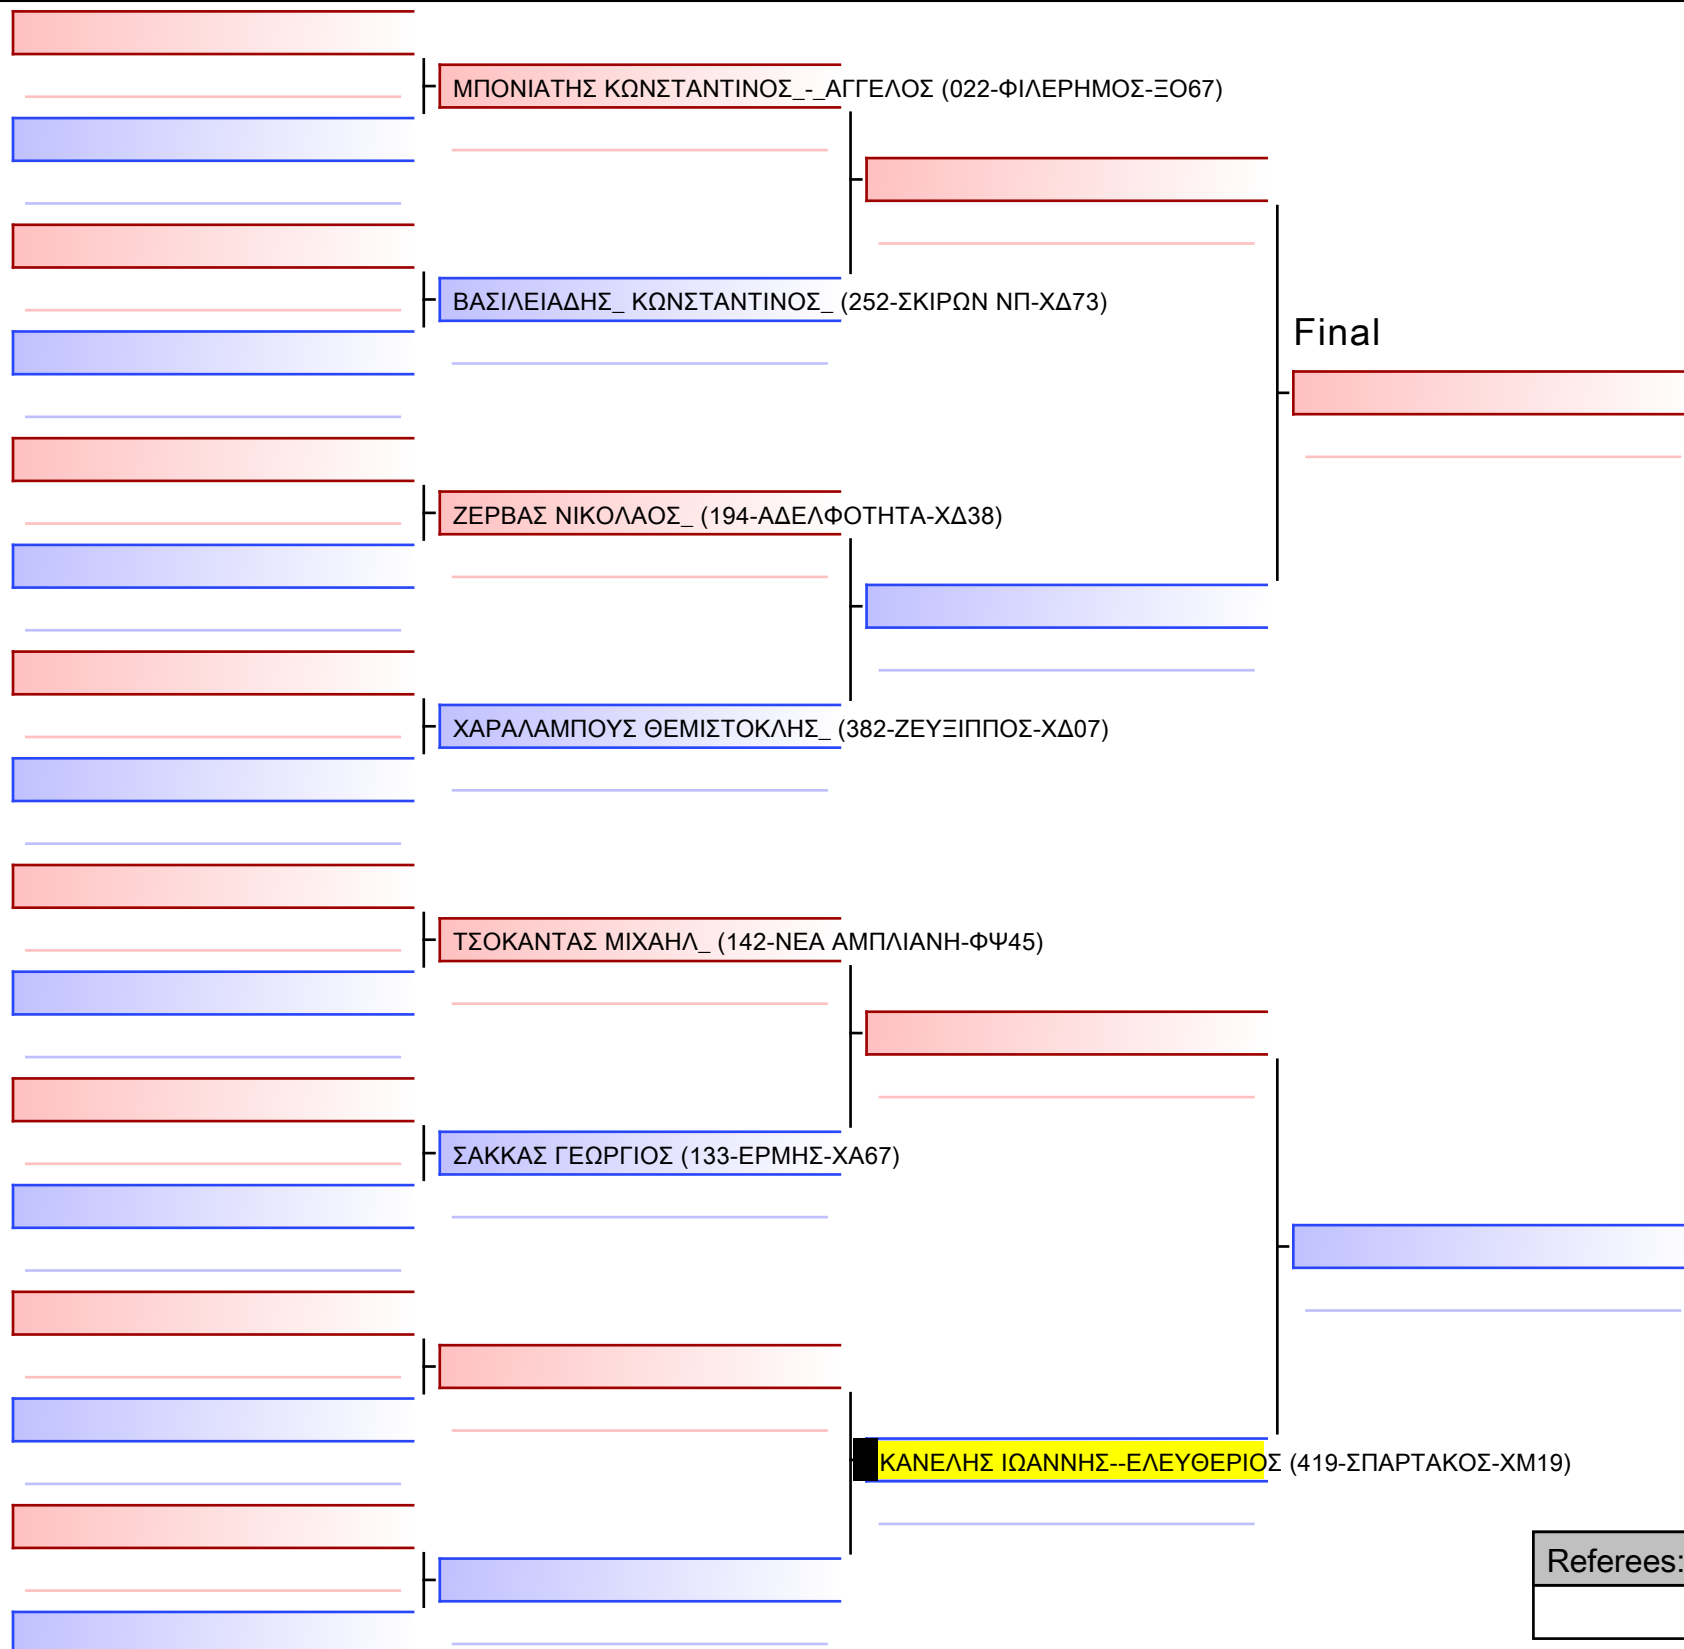 ΜΠΟΝΙΑΤΗΣ ΚΩΝΣΤΑΝΤΙΝΟΣ_-_ΑΓΓΕΛΟΣ (022-ΦΙΛΕΡΗΜΟΣ-ΞΟ67)
ΒΑΣΙΛΕΙΑΔΗΣ_ ΚΩΝΣΤΑΝΤΙΝΟΣ_ (252-ΣΚΙΡΩΝ ΝΠ-ΧΔ73)
Final
ΖΕΡΒΑΣ ΝΙΚΟΛΑΟΣ_ (194-ΑΔΕΛΦΟΤΗΤΑ-ΧΔ38)
ΧΑΡΑΛΑΜΠΟΥΣ ΘΕΜΙΣΤΟΚΛΗΣ_ (382-ΖΕΥΞΙΠΠΟΣ-ΧΔ07)
ΤΣΟΚΑΝΤΑΣ ΜΙΧΑΗΛ_ (142-ΝΕΑ ΑΜΠΛΙΑΝΗ-ΦΨ45)
ΣΑΚΚΑΣ ΓΕΩΡΓΙΟΣ (133-ΕΡΜΗΣ-ΧΑ67)
ΚΑΝΕΛΗΣ ΙΩΑΝΝΗΣ--ΕΛΕΥΘΕΡΙΟΣ (419-ΣΠΑΡΤΑΚΟΣ-ΧΜ19)
Referees: